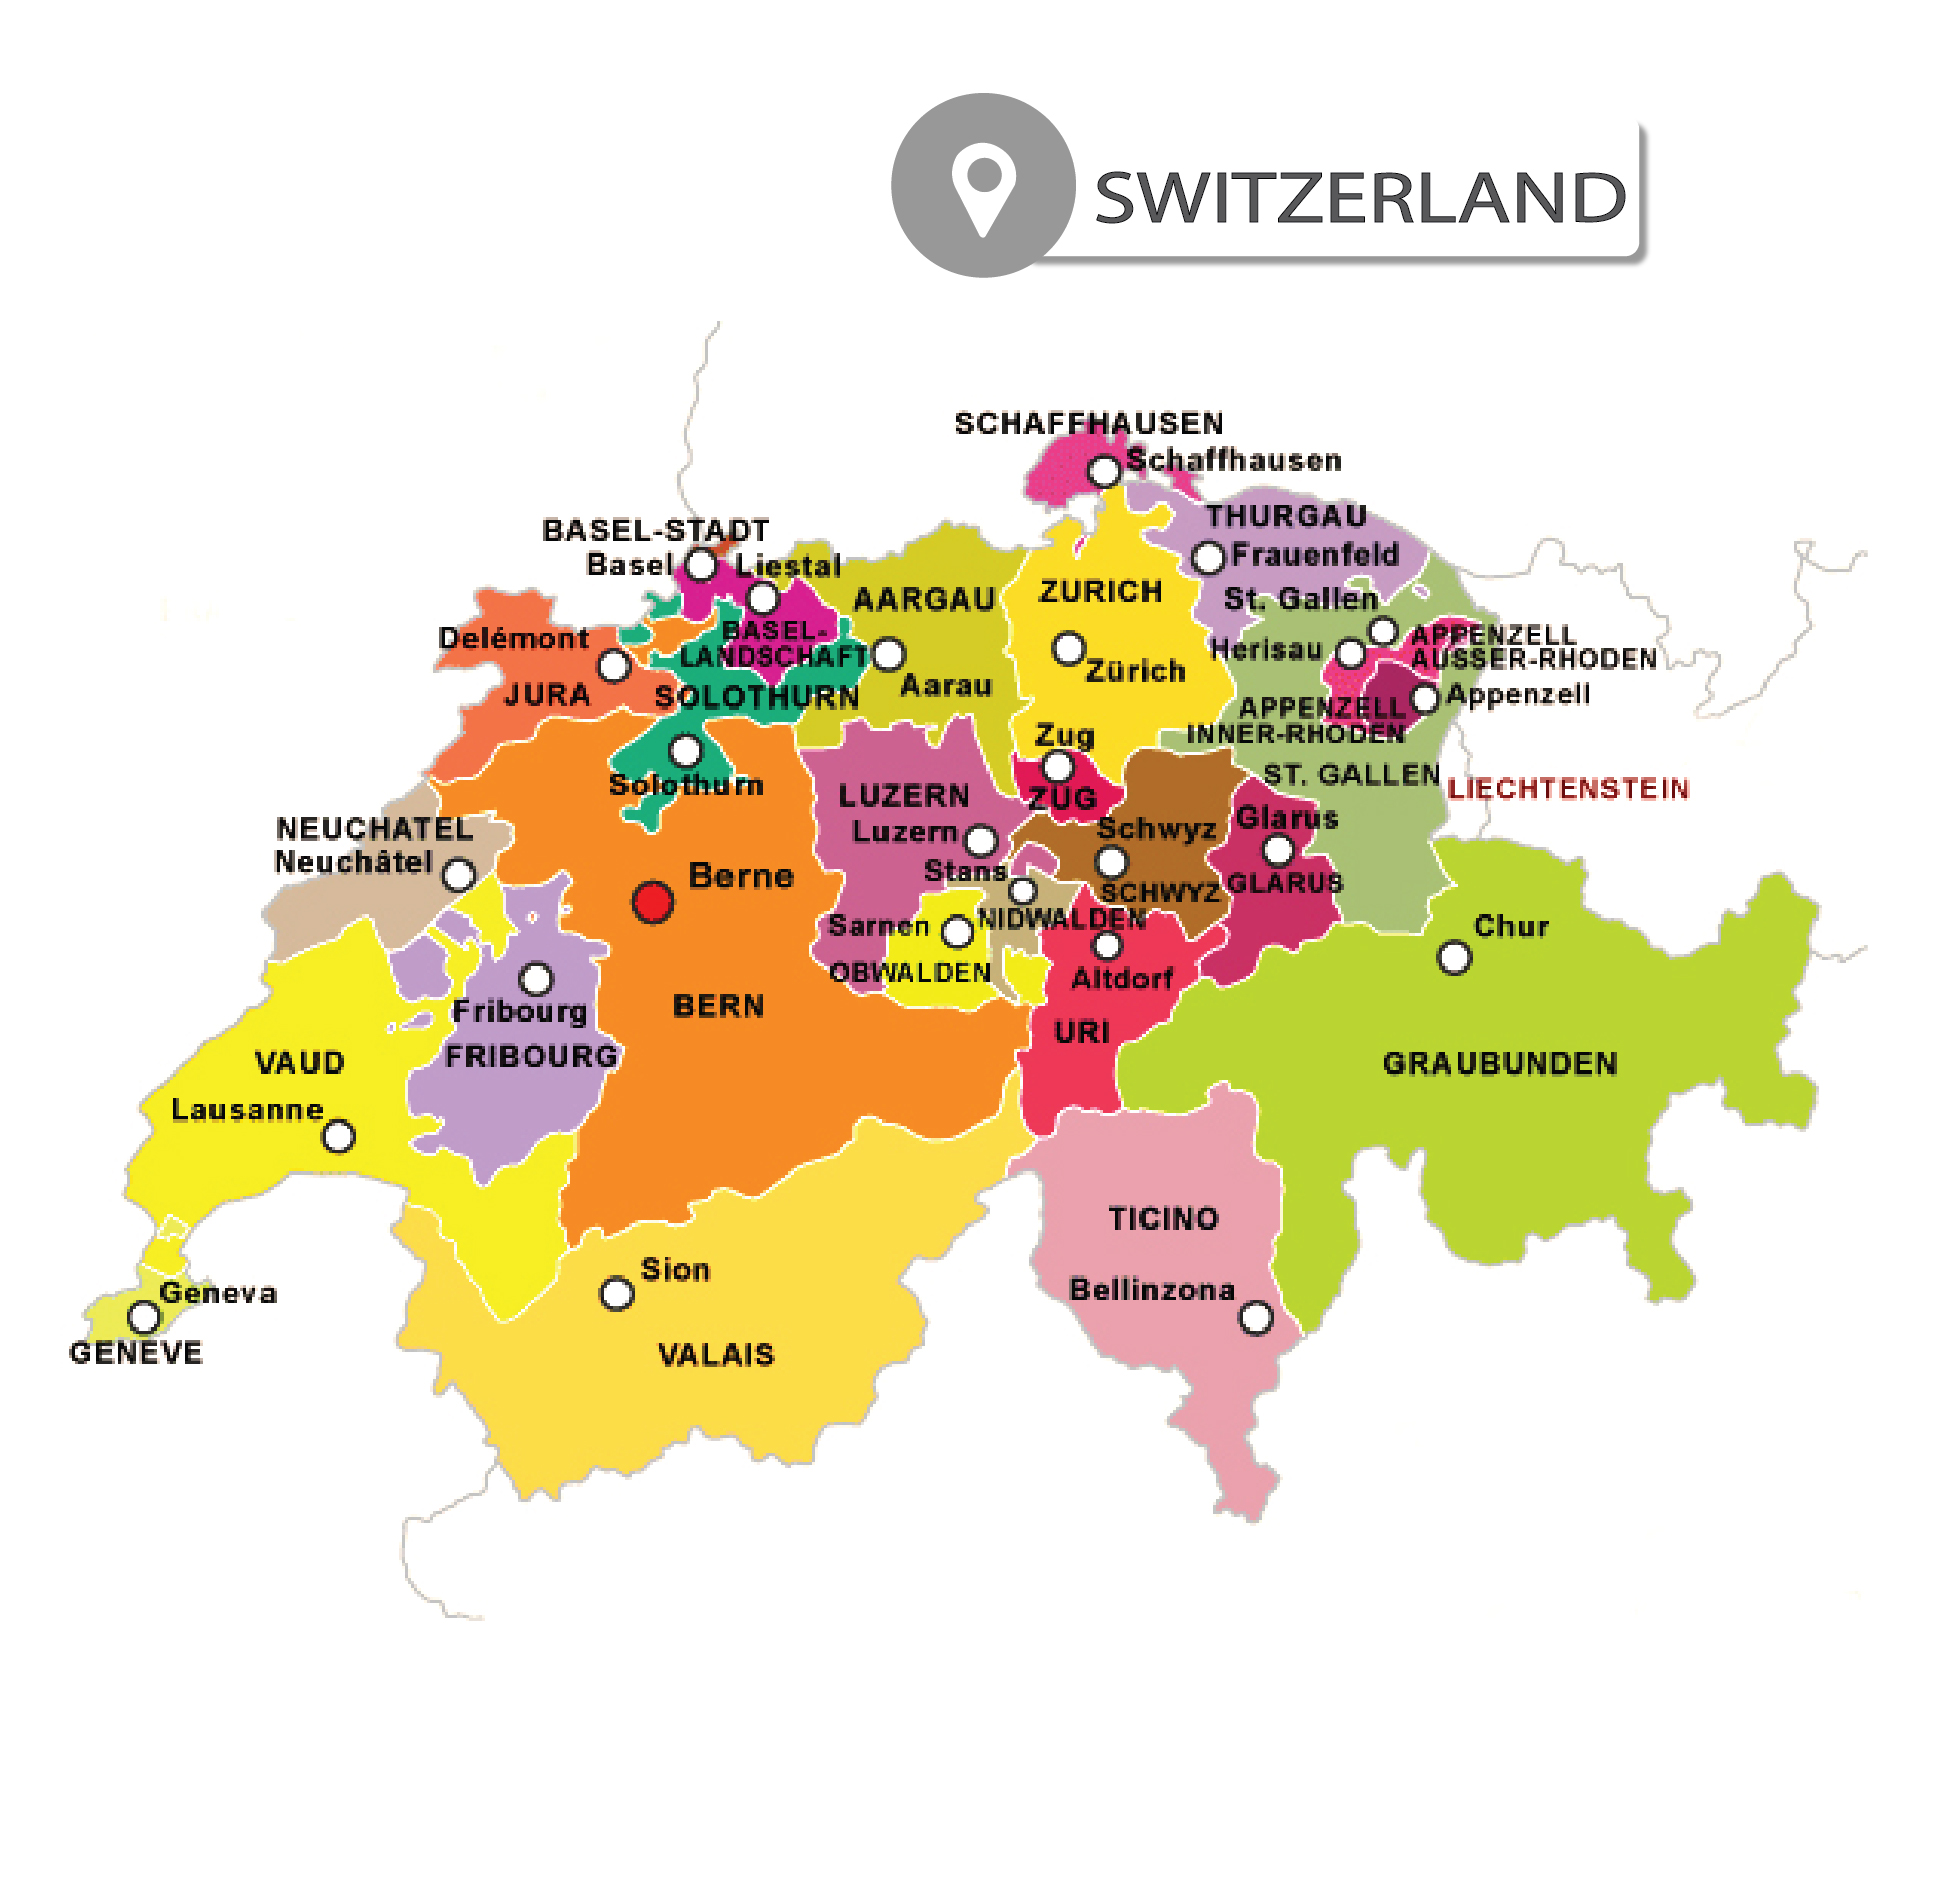 SWITZERLAND
SCHAFFHAUSEN
Schaffhausen
THURGAU
BASEL-STADT
Basel
Liestal
Frauenfeld
AARGAU
ZURICH
St. Gallen
Delémont
BASEL-
LANDSCHAFT
Herisau
APPENZELL
AUSSER-RHODEN
Zürich
Aarau
JURA
SOLOTHURN
Appenzell
APPENZELL
INNER-RHODEN
Zug
Solothurn
ST. GALLEN
LIECHTENSTEIN
LUZERN
ZUG
Glarus
NEUCHATEL
Luzern
Schwyz
Neuchâtel
Stans
Berne
SCHWYZ
GLARUS
Sarnen
NIDWALDEN
Chur
OBWALDEN
Altdorf
Fribourg
BERN
URI
FRIBOURG
VAUD
GRAUBUNDEN
Lausanne
TICINO
Sion
Bellinzona
Geneva
GENEVE
VALAIS